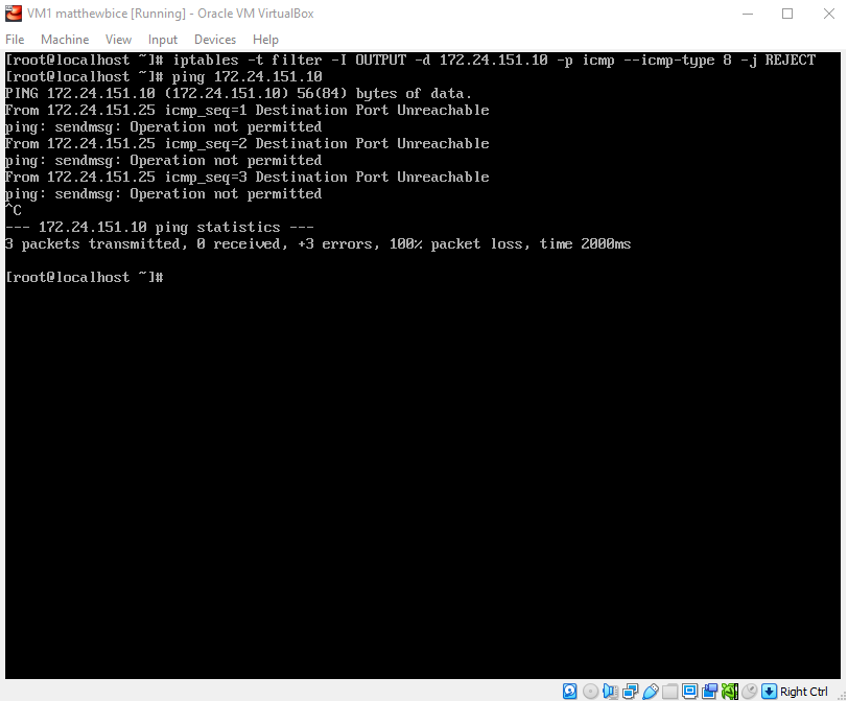 VM1 matthewbice [Running] - Oracle VM VirtualBox
File Machine View Input Devices Help
[root@localhost ~]# iptables -t filter -I OUTPUT -d 172.24.151.10 -p icmp --icmp-type 8 -j REJECT
[root@localhost ~]# ping 172.24.151.10
PING 172.24.151.10 (172.24.151.10) 56(84) bytes of data.
From 172.24.151.25 icmp_seq=1 Destination Port Unreachable
ping: sendmsg: Operation not permitted
From 172.24.151.25 icmp_seq=2 Destination Port Unreachable
ping: sendmsg: Operation not permitted
From 172.24.151.25 icmp_seq=3 Destination Port Unreachable
ping: sendmsg: Operation not permitted
^C
--- 172.24.151.10 ping statistics ---
3 packets transmitted, 0 received, +3 errors, 100% packet loss, time 2000ms
[root@localhost ~]#
Right Ctrl